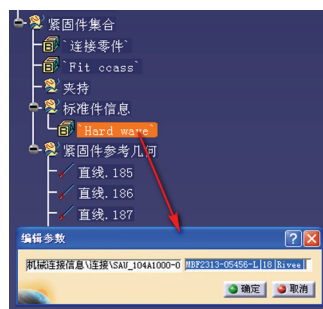 紧固件集合
`连接零件`
`Fit ccass`
夹持
标准件信息
`Hard wave`
紧固件参考几何
直线.185
直线.186
直线.187
编辑参数
机械连接信息\连接\SAU_104A1000-0 MBF2313-05456-L|18|Rivee|
确定 取消